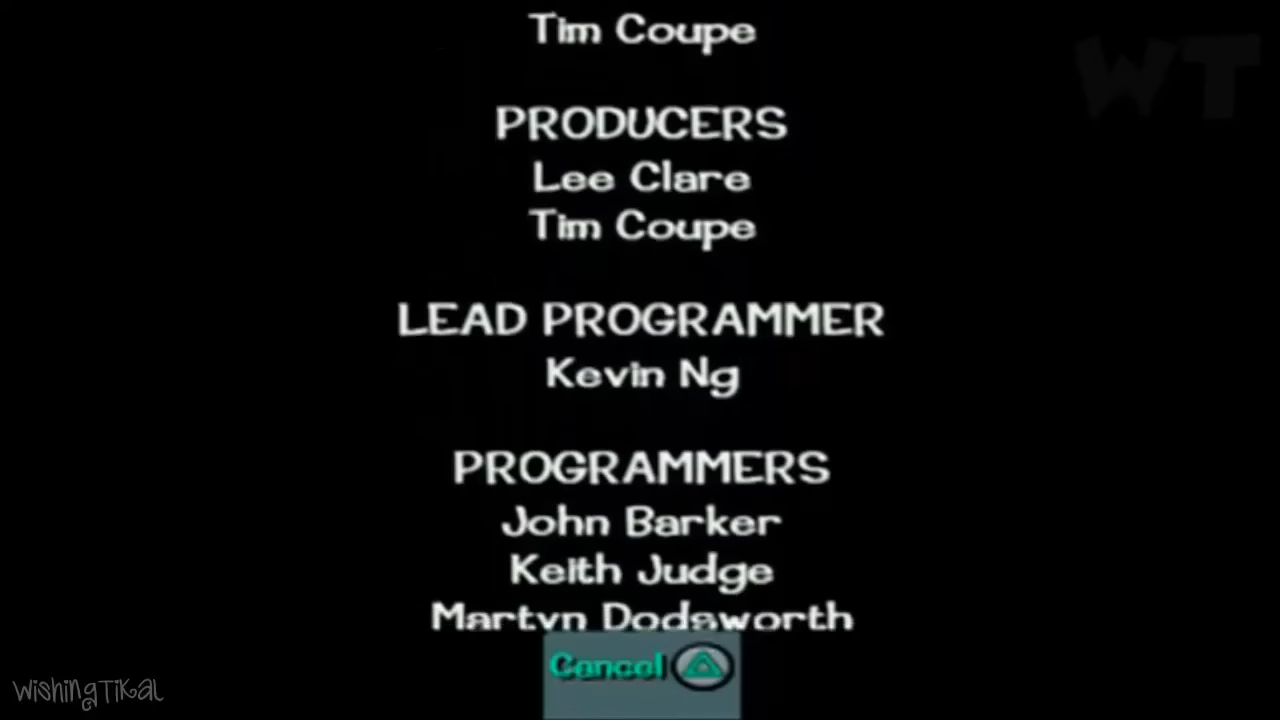 Tim Coupe
WT
PRODUCERS
Lee Clare
Tim Coupe
LEAD PROGRAMMER
Kevin Ng
PROGRAMMERS
John Barker
Keith Judge
Martyn Dodsworth
Cancel
WishingTikal